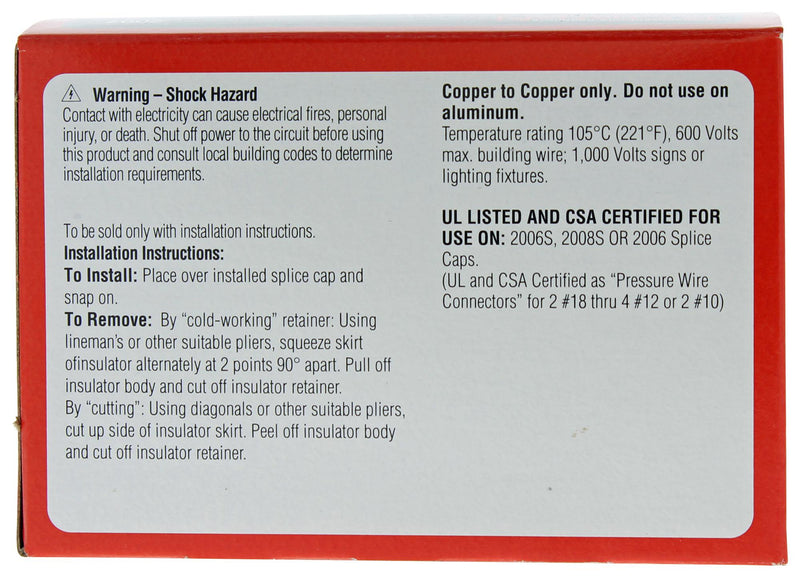 Warning – Shock Hazard
Contact with electricity can cause electrical fires, personal
injury, or death. Shut off power to the circuit before using
this product and consult local building codes to determine
installation requirements.
To be sold only with installation instructions.
Installation Instructions:
To Install: Place over installed splice cap and
snap on.
To Remove: By “cold-working” retainer: Using
lineman’s or other suitable pliers, squeeze skirt
ofinsulator alternately at 2 points 90° apart. Pull off
insulator body and cut off insulator retainer.
By “cutting”: Using diagonals or other suitable pliers,
cut up side of insulator skirt. Peel off insulator body
and cut off insulator retainer.
Copper to Copper only. Do not use on
aluminum.
Temperature rating 105°C (221°F), 600 Volts
max. building wire; 1,000 Volts signs or
lighting fixtures.
UL LISTED AND CSA CERTIFIED FOR
USE ON: 2006S, 2008S OR 2006 Splice
Caps.
(UL and CSA Certified as “Pressure Wire
Connectors” for 2 #18 thru 4 #12 or 2 #10)